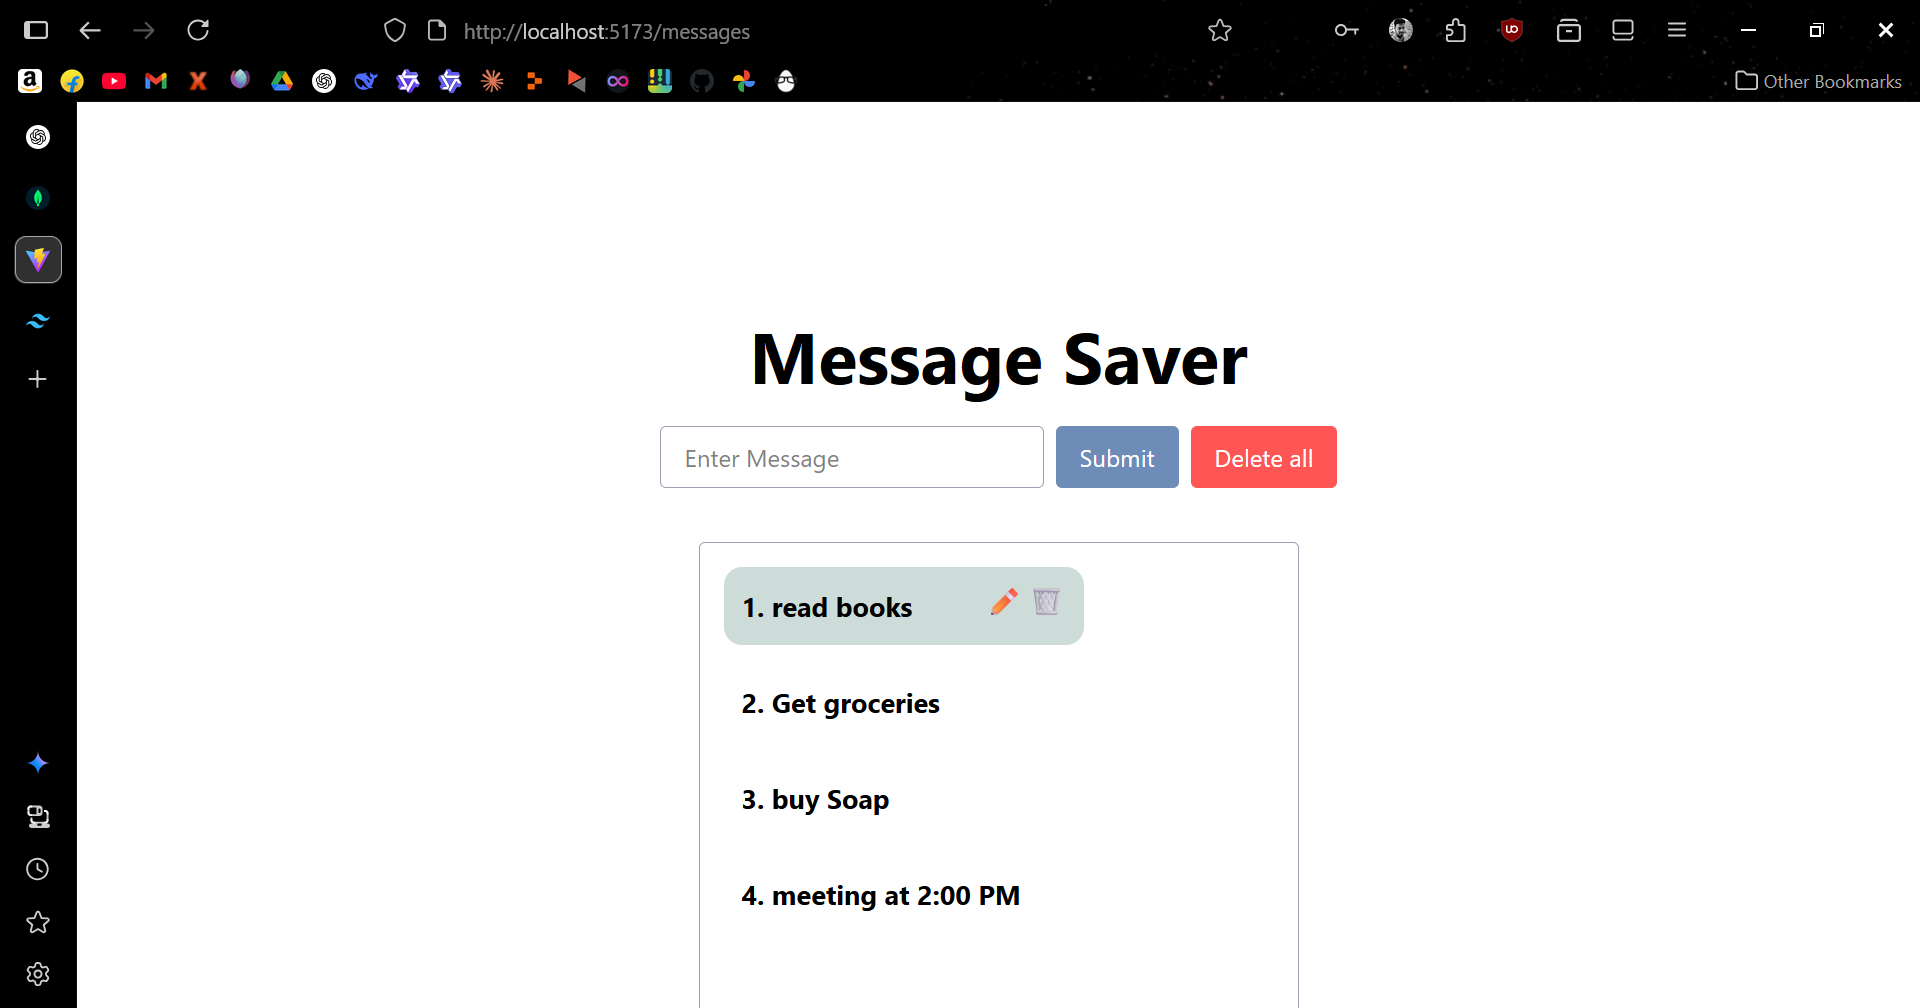 http://localhost:5173/messages
Other Bookmarks
Message Saver
Enter Message
Submit
Delete all
1. read books
2. Get groceries
3. buy Soap
4. meeting at 2:00 PM